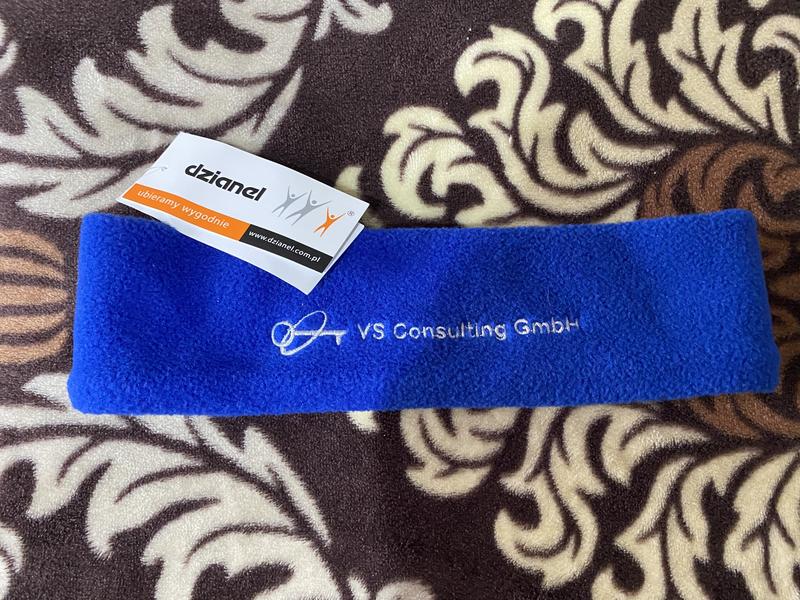 dzianel
®
ubieramy wygodnie
www.dzianel.com.pl
VS Consulting GmbH